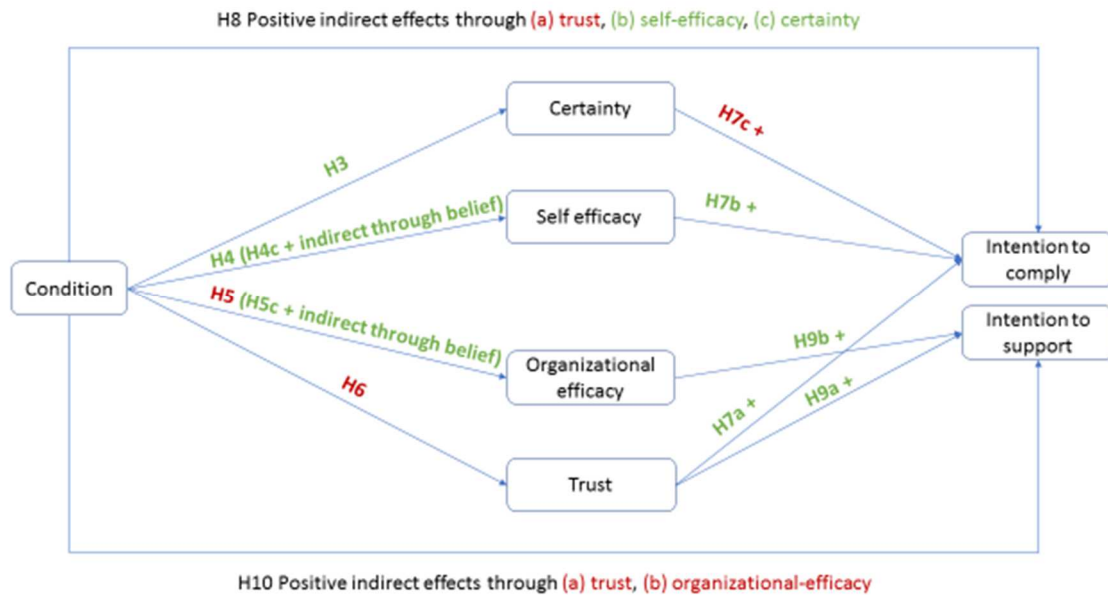 H8 Positive indirect effects through (a) trust, (b) self-efficacy, (c) certainty
Certainty
H7c +
H3
H4 (H4c + indirect through belief)
Self efficacy
H7b +
Intention to
comply
Condition
H5 (H5c + indirect through belief)
Intention to
support
H9b +
Organizational
efficacy
H6
H7a +
H9a +
Trust
H10 Positive indirect effects through (a) trust, (b) organizational-efficacy